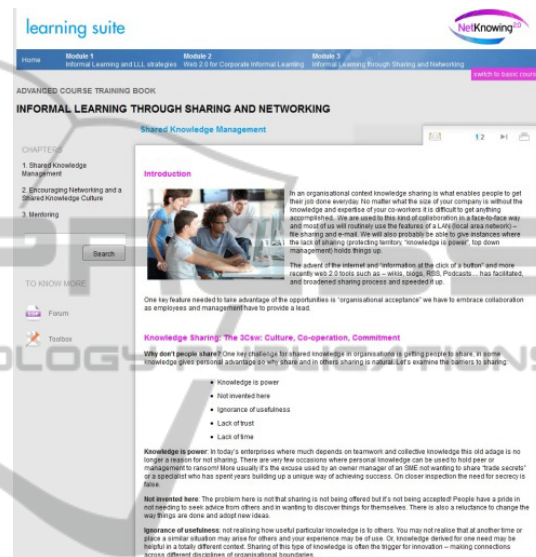 learning suite
NetKnowing2.0
Home
Module 1
Informal Learning and LLL strategies
Module 2
Web 2.0 for Corporate Informal Learning
Module 3
Informal Learning through Sharing and Networking
switch to basic cours
ADVANCED COURSE TRAINING BOOK
INFORMAL LEARNING THROUGH SHARING AND NETWORKING
Shared Knowledge Management
1 2
CHAPTERS
1. Shared Knowledge
Management
2. Encouraging Networking and a
Shared Knowledge Culture
3. Mentoring
Search
TO KNOW MORE
Forum
Toolbox
Introduction
In an organisational context knowledge sharing is what enables people to get
their job done everyday. No matter what the size of your company is without the
knowledge and expertise of your co-workers it is difficult to get anything
accomplished. We are used to this kind of collaboration in a face-to-face way
and most of us will routinely use the features of a LAN (local area network) –
file sharing and e-mail. We will also probably be able to give instances where
the lack of sharing (protecting territory, "knowledge is power", top down
management) holds things up.
The advent of the internet and "information at the click of a button" and more
recently web 2.0 tools such as – wikis, blogs, RSS, Podcasts... has facilitated,
and broadened sharing process and speeded it up.
One key feature needed to take advantage of the opportunities is "organisational acceptance" we have to embrace collaboration
as employees and management have to provide a lead.
Knowledge Sharing: The 3Csw: Culture, Co-operation, Commitment
Why don't people share? One key challenge for shared knowledge in organisations is getting people to share, in some
knowledge gives personal advantage so why share and in others sharing is natural. Let's examine the barriers to sharing:
• Knowledge is power
• Not invented here
• Ignorance of usefulness
• Lack of trust
• Lack of time
Knowledge is power: In today's enterprises where much depends on teamwork and collective knowledge this old adage is no
longer a reason for not sharing. There are very few occasions where personal knowledge can be used to hold peer or
management to ransom! More usually it's the excuse used by an owner manager of an SME not wanting to share "trade secrets"
or a specialist who has spent years building up a unique way of achieving success. On closer inspection the need for secrecy is
false.
Not invented here: The problem here is not that sharing is not being offered but it's not being accepted! People have a pride in
not needing to seek advice from others and in wanting to discover things for themselves. There is also a reluctance to change the
way things are done and adopt new ideas.
Ignorance of usefulness: not realising how useful particular knowledge is to others. You may not realise that at another time or
place a similar situation may arise for others and your experience may be of use. Or, knowledge derived for one need may be
helpful in a totally different context. Sharing of this type of knowledge is often the trigger for innovation – making connections
across different disciplines of organisational boundaries.